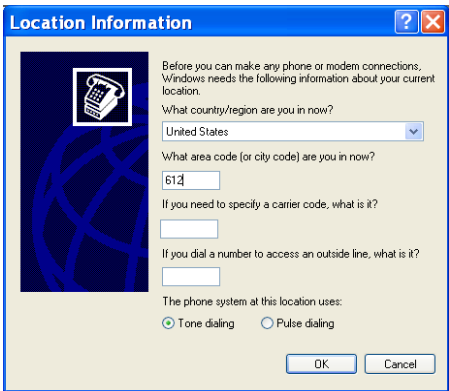 Location Information
Before you can make any phone or modem connections,
Windows needs the following information about your current
location.
What country/region are you in now?
United States
What area code (or city code) are you in now?
612
If you need to specify a carrier code, what is it?
If you dial a number to access an outside line, what is it?
The phone system at this location uses:
Tone dialing Pulse dialing
OK Cancel